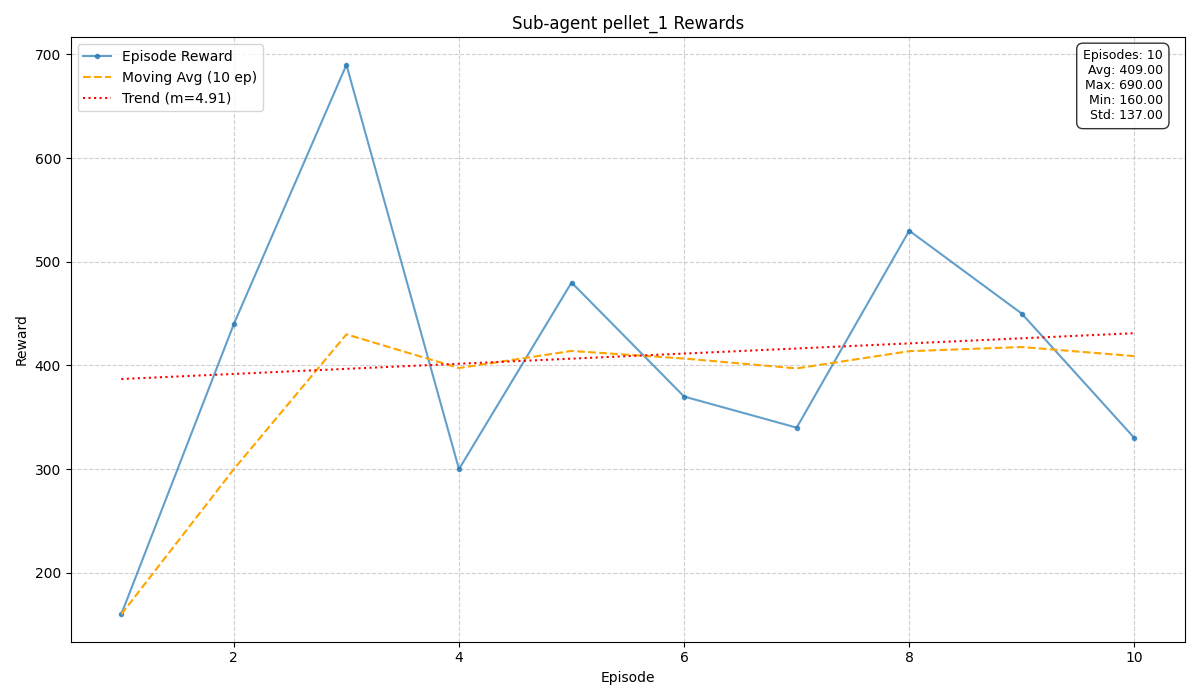 Sub-agent pellet_1 Rewards
Episode Reward
Moving Avg (10 ep)
Trend (m=4.91)
Episodes: 10
Avg: 409.00
Max: 690.00
Min: 160.00
Std: 137.00
Reward
700
600
500
400
300
200
2
4
6
8
10
Episode